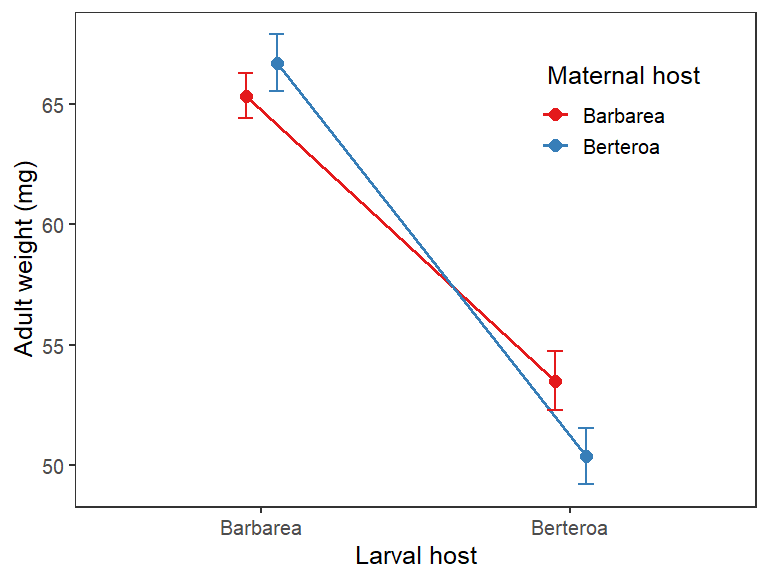 Maternal host
Barbarea
Berteroa
65
60
55
50
Adult weight (mg)
Barbarea
Berteroa
Larval host